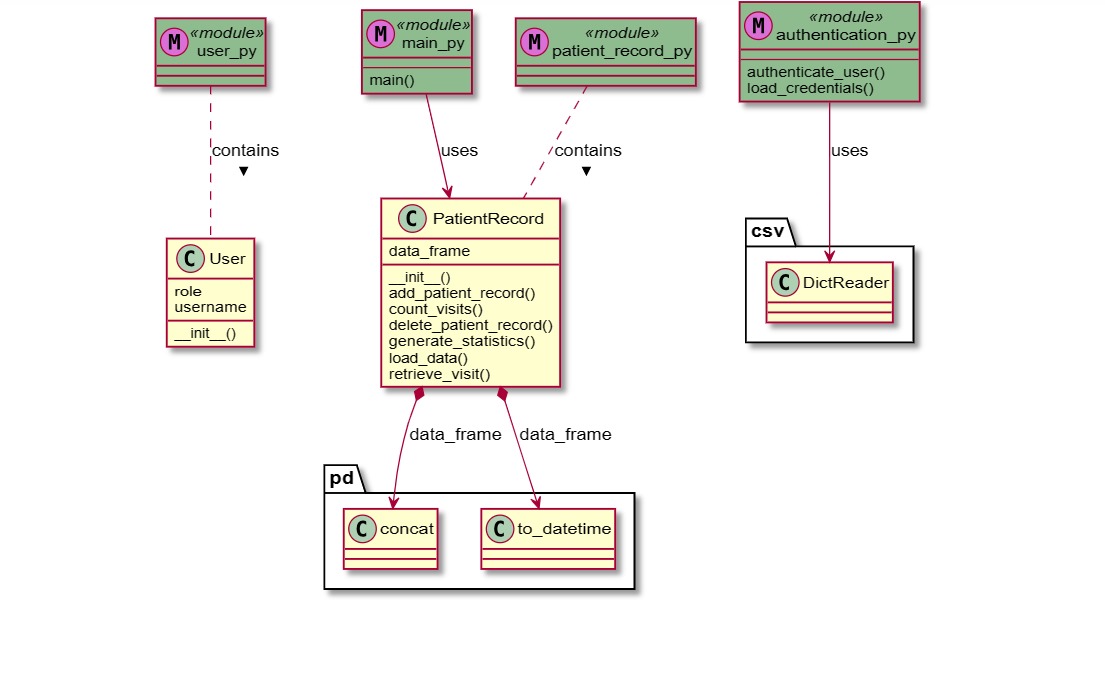 M «module» user_py
M «module» main_py
main()
M «module» patient_record_py
M «module» authentication_py
authenticate_user()
load_credentials()
contains
▼
uses
contains
▼
uses
C User
role
username
__init__()
C PatientRecord
data_frame
__init__()
add_patient_record()
count_visits()
delete_patient_record()
generate_statistics()
load_data()
retrieve_visit()
csv
C DictReader
data_frame
data_frame
pd
C concat
C to_datetime